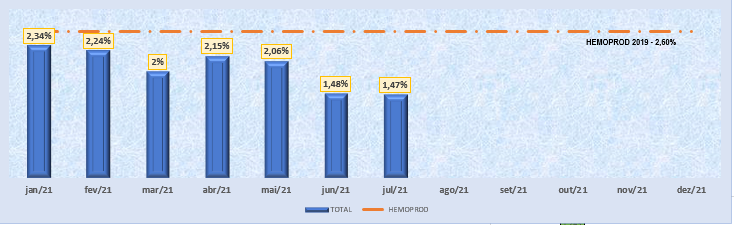 HEMOPROD 2019 - 2,60%
2,34%
2,24%
2%
2,15%
2,06%
1,48%
1,47%
jan/21 fev/21 mar/21 abr/21 mai/21 jun/21 jul/21 ago/21 set/21 out/21 nov/21 dez/21
TOTAL HEMOPROD